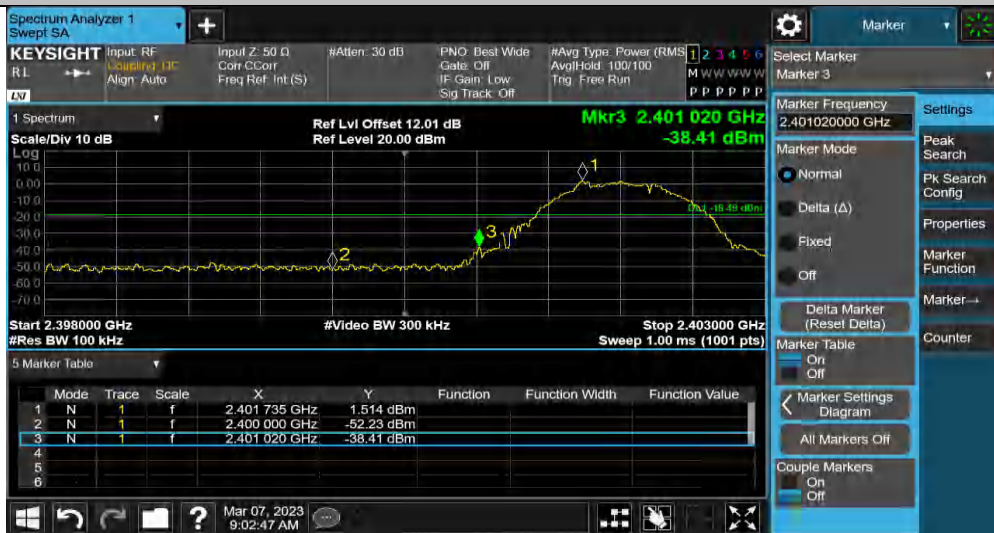 Spectrum Analyzer 1
Swept SA
+
Marker
KEYSIGHT
RL
LXI
Input: RF
Coupling: DC
Align: Auto
Input Z: 50 Ω
Corr CCorr
Freq Ref: Int (S)
#Atten: 30 dB
PNO: Best Wide
Gate: Off
IF Gain: Low
Sig Track: Off
#Avg Type: Power (RMS
Avg|Hold: 100/100
Trig: Free Run
1 2 3 4 5 6
M W W W W W
P P P P P P
Select Marker
Marker 3
1 Spectrum
Scale/Div 10 dB
Ref Lvl Offset 12.01 dB
Ref Level 20.00 dBm
Mkr3 2.401 020 GHz
-38.41 dBm
Log
10.0
0.00
-10.0
-20.0
-30.0
-40.0
-50.0
-60.0
-70.0
1
2
3
Start 2.398000 GHz
#Res BW 100 kHz
#Video BW 300 kHz
Stop 2.403000 GHz
Sweep 1.00 ms (1001 pts)
5 Marker Table
Mode Trace Scale X Y Function Function Width Function Value
1 N 1 f 2.401 735 GHz 1.514 dBm
2 N 1 f 2.400 000 GHz -52.23 dBm
3 N 1 f 2.401 020 GHz -38.41 dBm
4
5
6
Marker Frequency
2.401020000 GHz
Marker Mode
Normal
Delta (Δ)
Fixed
Off
Delta Marker
(Reset Delta)
Marker Table
On
Off
Marker Settings
Diagram
All Markers Off
Couple Markers
On
Off
Settings
Peak
Search
Pk Search
Config
Properties
Marker
Function
Marker→
Counter
?
Mar 07, 2023
9:02:47 AM